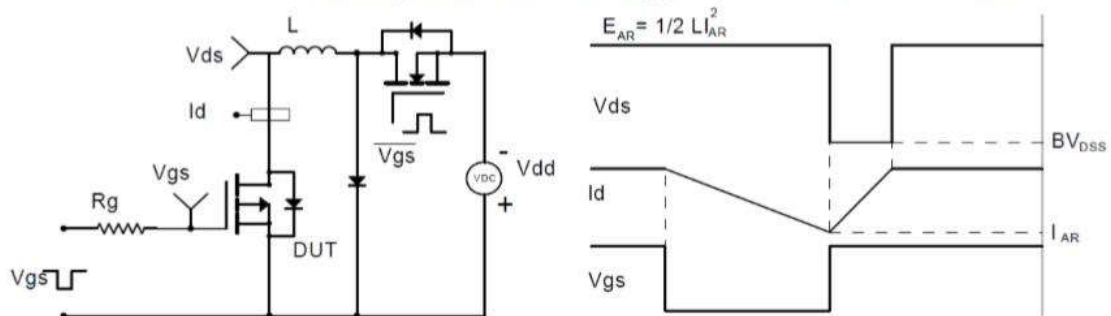 L
Vds
Id
Vgs
Vgs
Rg
DUT
Vgs
VDC
-
Vdd
+
E_AR = 1/2 LI_AR^2
Vds
BV_DSS
Id
I_AR
Vgs